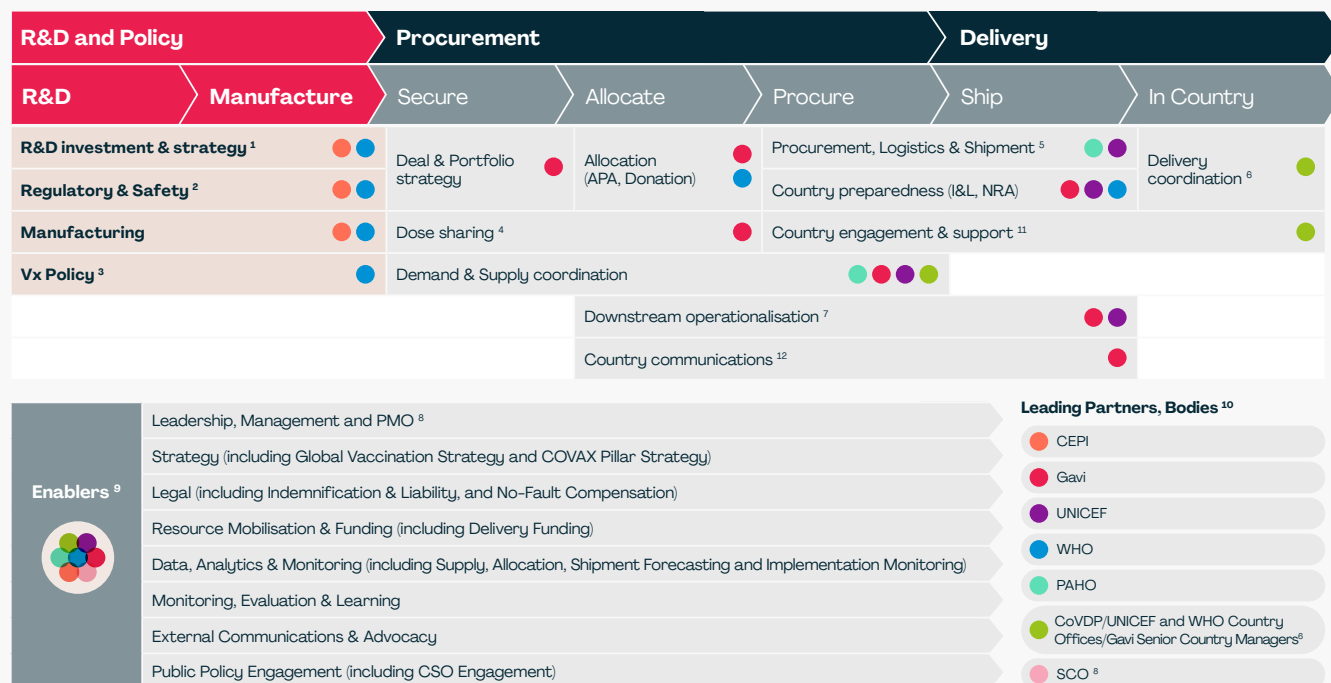 R&D and Policy
Procurement
Delivery
R&D
Manufacture
Secure
Allocate
Procure
Ship
In Country
R&D investment & strategy ¹
Regulatory & Safety ²
Manufacturing
Vx Policy ³
Deal & Portfolio
strategy
Allocation
(APA, Donation)
Procurement, Logistics & Shipment ⁵
Country preparedness (I&L, NRA)
Delivery
coordination ⁶
Dose sharing ⁴
Country engagement & support ¹¹
Demand & Supply coordination
Downstream operationalisation ⁷
Country communications ¹²
Enablers ⁹
Leadership, Management and PMO ⁸
Strategy (including Global Vaccination Strategy and COVAX Pillar Strategy)
Legal (including Indemnification & Liability, and No-Fault Compensation)
Resource Mobilisation & Funding (including Delivery Funding)
Data, Analytics & Monitoring (including Supply, Allocation, Shipment Forecasting and Implementation Monitoring)
Monitoring, Evaluation & Learning
External Communications & Advocacy
Public Policy Engagement (including CSO Engagement)
Leading Partners, Bodies ¹⁰
CEPI
Gavi
UNICEF
WHO
PAHO
CoVDP/UNICEF and WHO Country
Offices/Gavi Senior Country Managers⁶
SCO ⁸